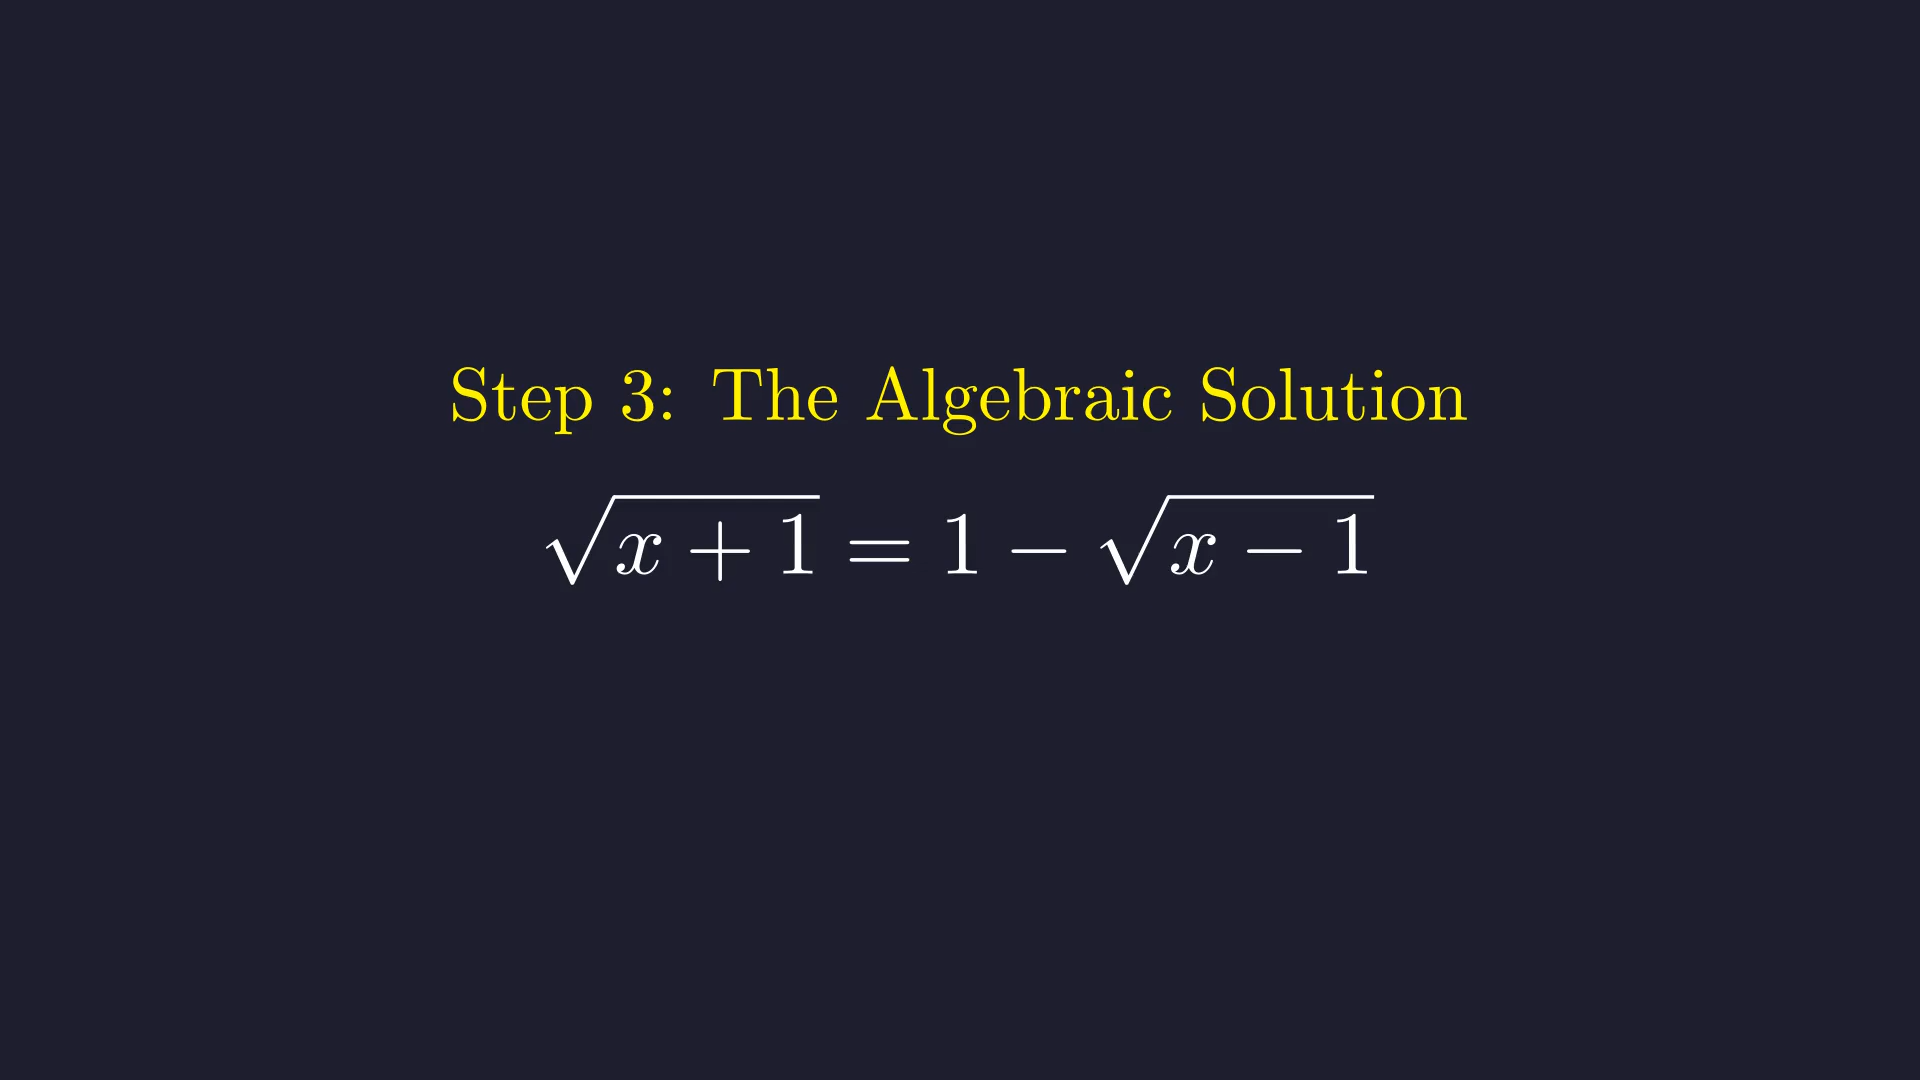 Step 3: The Algebraic Solution
√(x + 1) = 1 − √(x − 1)